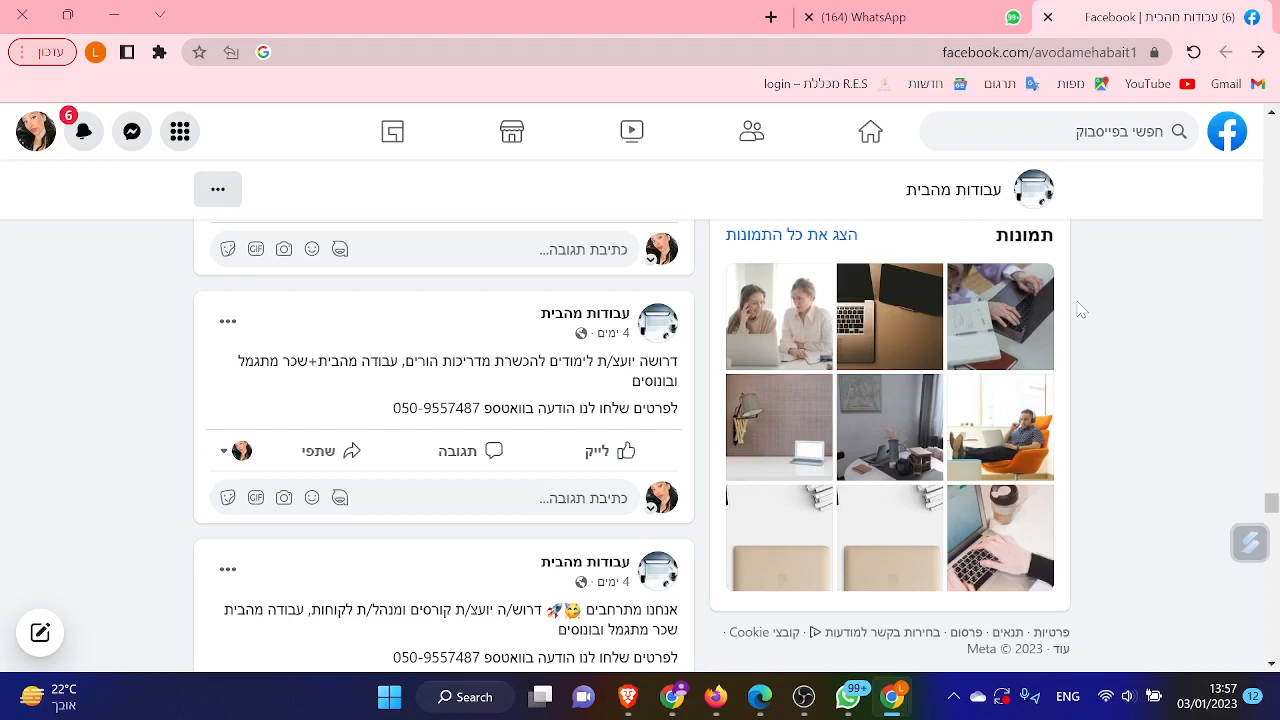 (6) עבודות מהבית | Facebook
(164) WhatsApp
99+
facebook.com/avodamehabait1
L
עדכון
Gmail
YouTube
מפות
תרגום
חדשות
login – מכללת R.E.S
חפשי בפייסבוק
6
עבודות מהבית
תמונות
הצג את כל התמונות
כתיבת תגובה...
GIF
עבודות מהבית
4 ימים ·
דרושה יועצ/ת לימודים להכשרת מדריכות הורים, עבודה מהבית+שכר מתגמל
ובונוסים
לפרטים שלחו לנו הודעה בוואטספ 050-9557487
לייק
תגובה
שתפי
כתיבת תגובה...
GIF
עבודות מהבית
4 ימים ·
אנחנו מתרחבים 🥳🚀 דרוש/ה יועצ/ת קורסים ומנהל/ת לקוחות, עבודה מהבית
שכר מתגמל ובונוסים
לפרטים שלחו לנו הודעה בוואטספ 050-9557487
פרטיות · תנאים · פרסום · בחירות בקשר למודעות · קובצי Cookie ·
עוד · Meta © 2023
22°C
אובך
Search
99+
L
ENG
13:57
03/01/2023
12